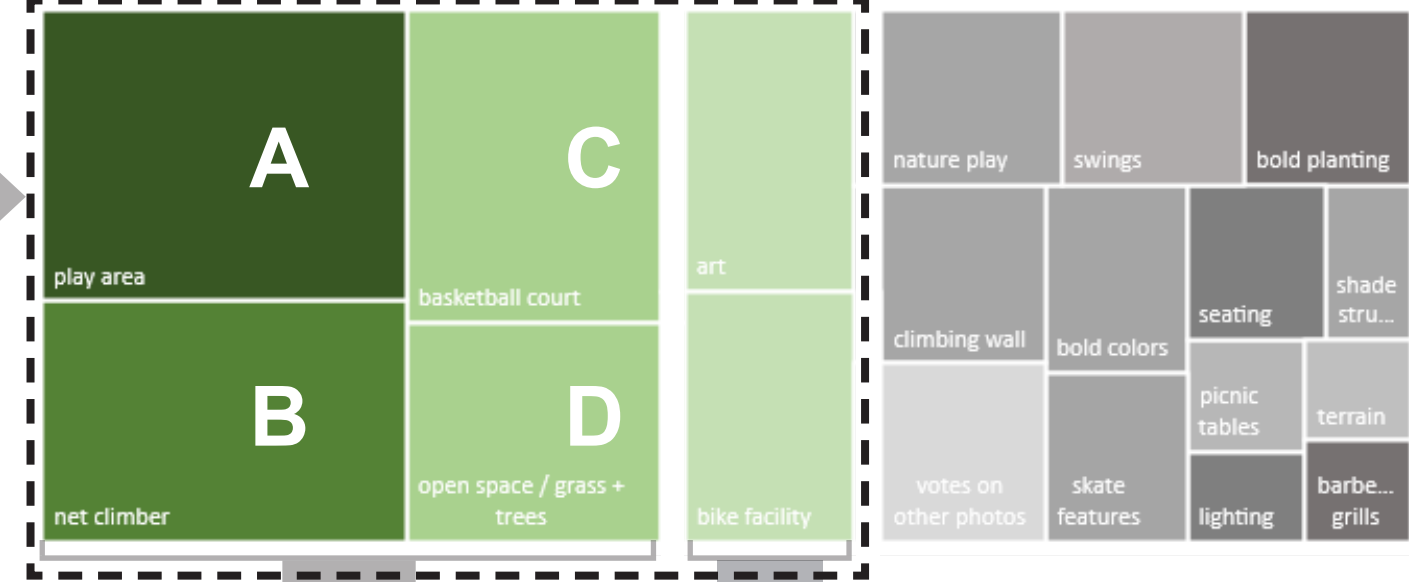 A
play area
B
net climber
C
basketball court
D
open space / grass +
trees
art
bike facility
nature play
swings
bold planting
climbing wall
bold colors
seating
shade
stru...
votes on
other photos
skate
features
picnic
tables
terrain
lighting
barbe...
grills